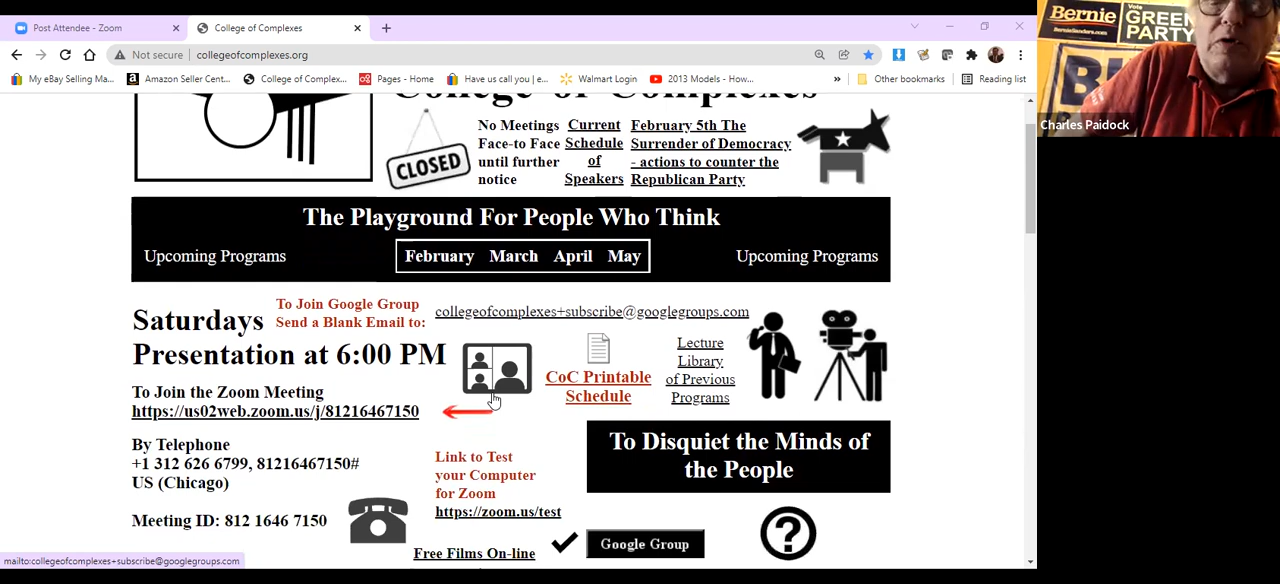 Post Attendee - Zoom
College of Complexes
Not secure
collegeofcomplexes.org
My eBay Selling Ma...
Amazon Seller Cent...
College of Complex...
Pages - Home
Have us call you | e...
Walmart Login
2013 Models - How...
»
Other bookmarks
Reading list
College of Complexes
CLOSED
No Meetings
Face-to Face
until further
notice
Current
Schedule
of
Speakers
February 5th The
Surrender of Democracy
- actions to counter the
Republican Party
The Playground For People Who Think
Upcoming Programs
February March April May
Upcoming Programs
Saturdays
Presentation at 6:00 PM
To Join Google Group
Send a Blank Email to:
collegeofcomplexes+subscribe@googlegroups.com
CoC Printable
Schedule
Lecture
Library
of Previous
Programs
To Join the Zoom Meeting
https://us02web.zoom.us/j/81216467150
By Telephone
+1 312 626 6799, 81216467150#
US (Chicago)
Meeting ID: 812 1646 7150
Link to Test
your Computer
for Zoom
https://zoom.us/test
Free Films On-line
To Disquiet the Minds of
the People
Google Group
?
mailto:collegeofcomplexes+subscribe@googlegroups.com
Bernie
BernieSanders.com
Vote
GREEN
PARTY
Charles Paidock